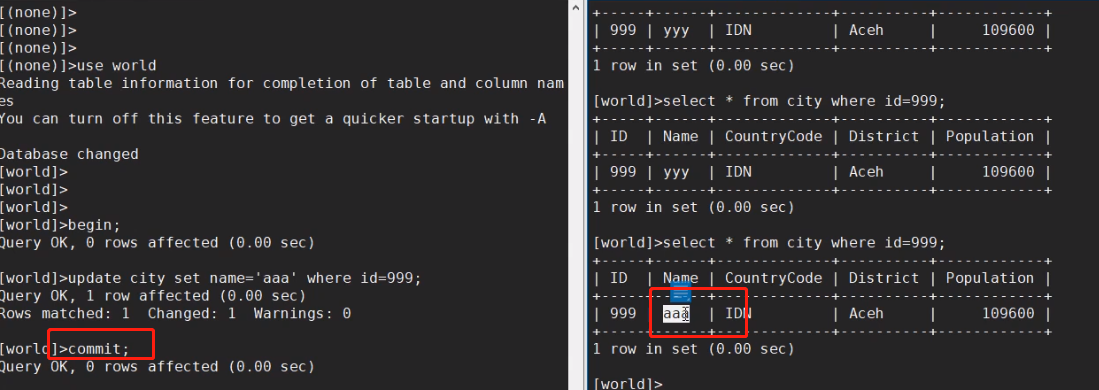 [(none)]>
[(none)]>
[(none)]>
[(none)]>use world
Reading table information for completion of table and column nam
es
You can turn off this feature to get a quicker startup with -A
Database changed
[world]>
[world]>
[world]>
[world]>begin;
Query OK, 0 rows affected (0.00 sec)
[world]>update city set name='aaa' where id=999;
Query OK, 1 row affected (0.00 sec)
Rows matched: 1  Changed: 1  Warnings: 0
[world]>commit;
Query OK, 0 rows affected (0.00 sec)
+-----+------+-------------+----------+------------+
| 999 | yyy  | IDN         | Aceh     |     109600 |
+-----+------+-------------+----------+------------+
1 row in set (0.00 sec)
[world]>select * from city where id=999;
+-----+------+-------------+----------+------------+
| ID  | Name | CountryCode | District | Population |
+-----+------+-------------+----------+------------+
| 999 | yyy  | IDN         | Aceh     |     109600 |
+-----+------+-------------+----------+------------+
1 row in set (0.00 sec)
[world]>select * from city where id=999;
+-----+------+-------------+----------+------------+
| ID  | Name | CountryCode | District | Population |
+-----+------+-------------+----------+------------+
| 999 | aaa  | IDN         | Aceh     |     109600 |
+-----+------+-------------+----------+------------+
1 row in set (0.00 sec)
[world]>